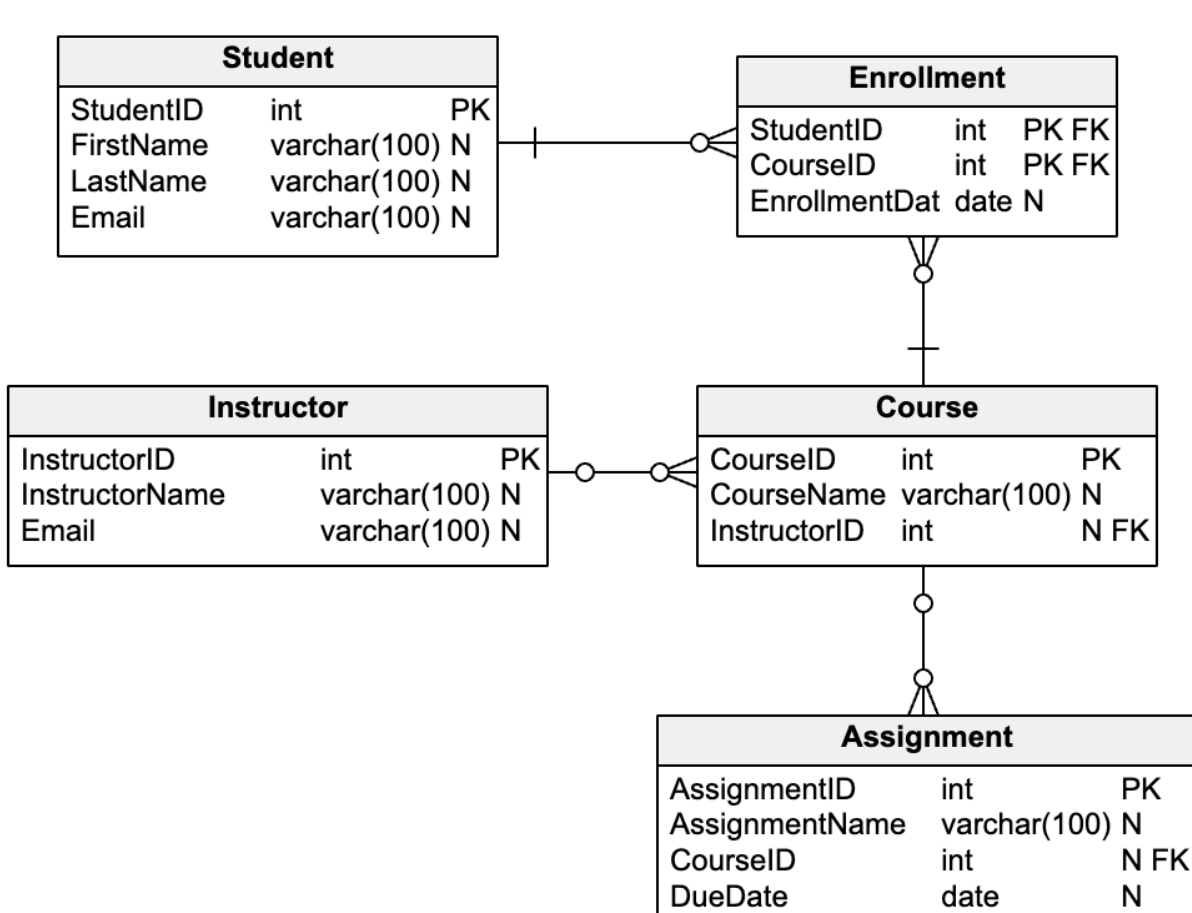 Student
StudentID int PK
FirstName varchar(100) N
LastName varchar(100) N
Email varchar(100) N
Enrollment
StudentID int PK FK
CourseID int PK FK
EnrollmentDat date N
Instructor
InstructorID int PK
InstructorName varchar(100) N
Email varchar(100) N
Course
CourseID int PK
CourseName varchar(100) N
InstructorID int N FK
Assignment
AssignmentID int PK
AssignmentName varchar(100) N
CourseID int N FK
DueDate date N